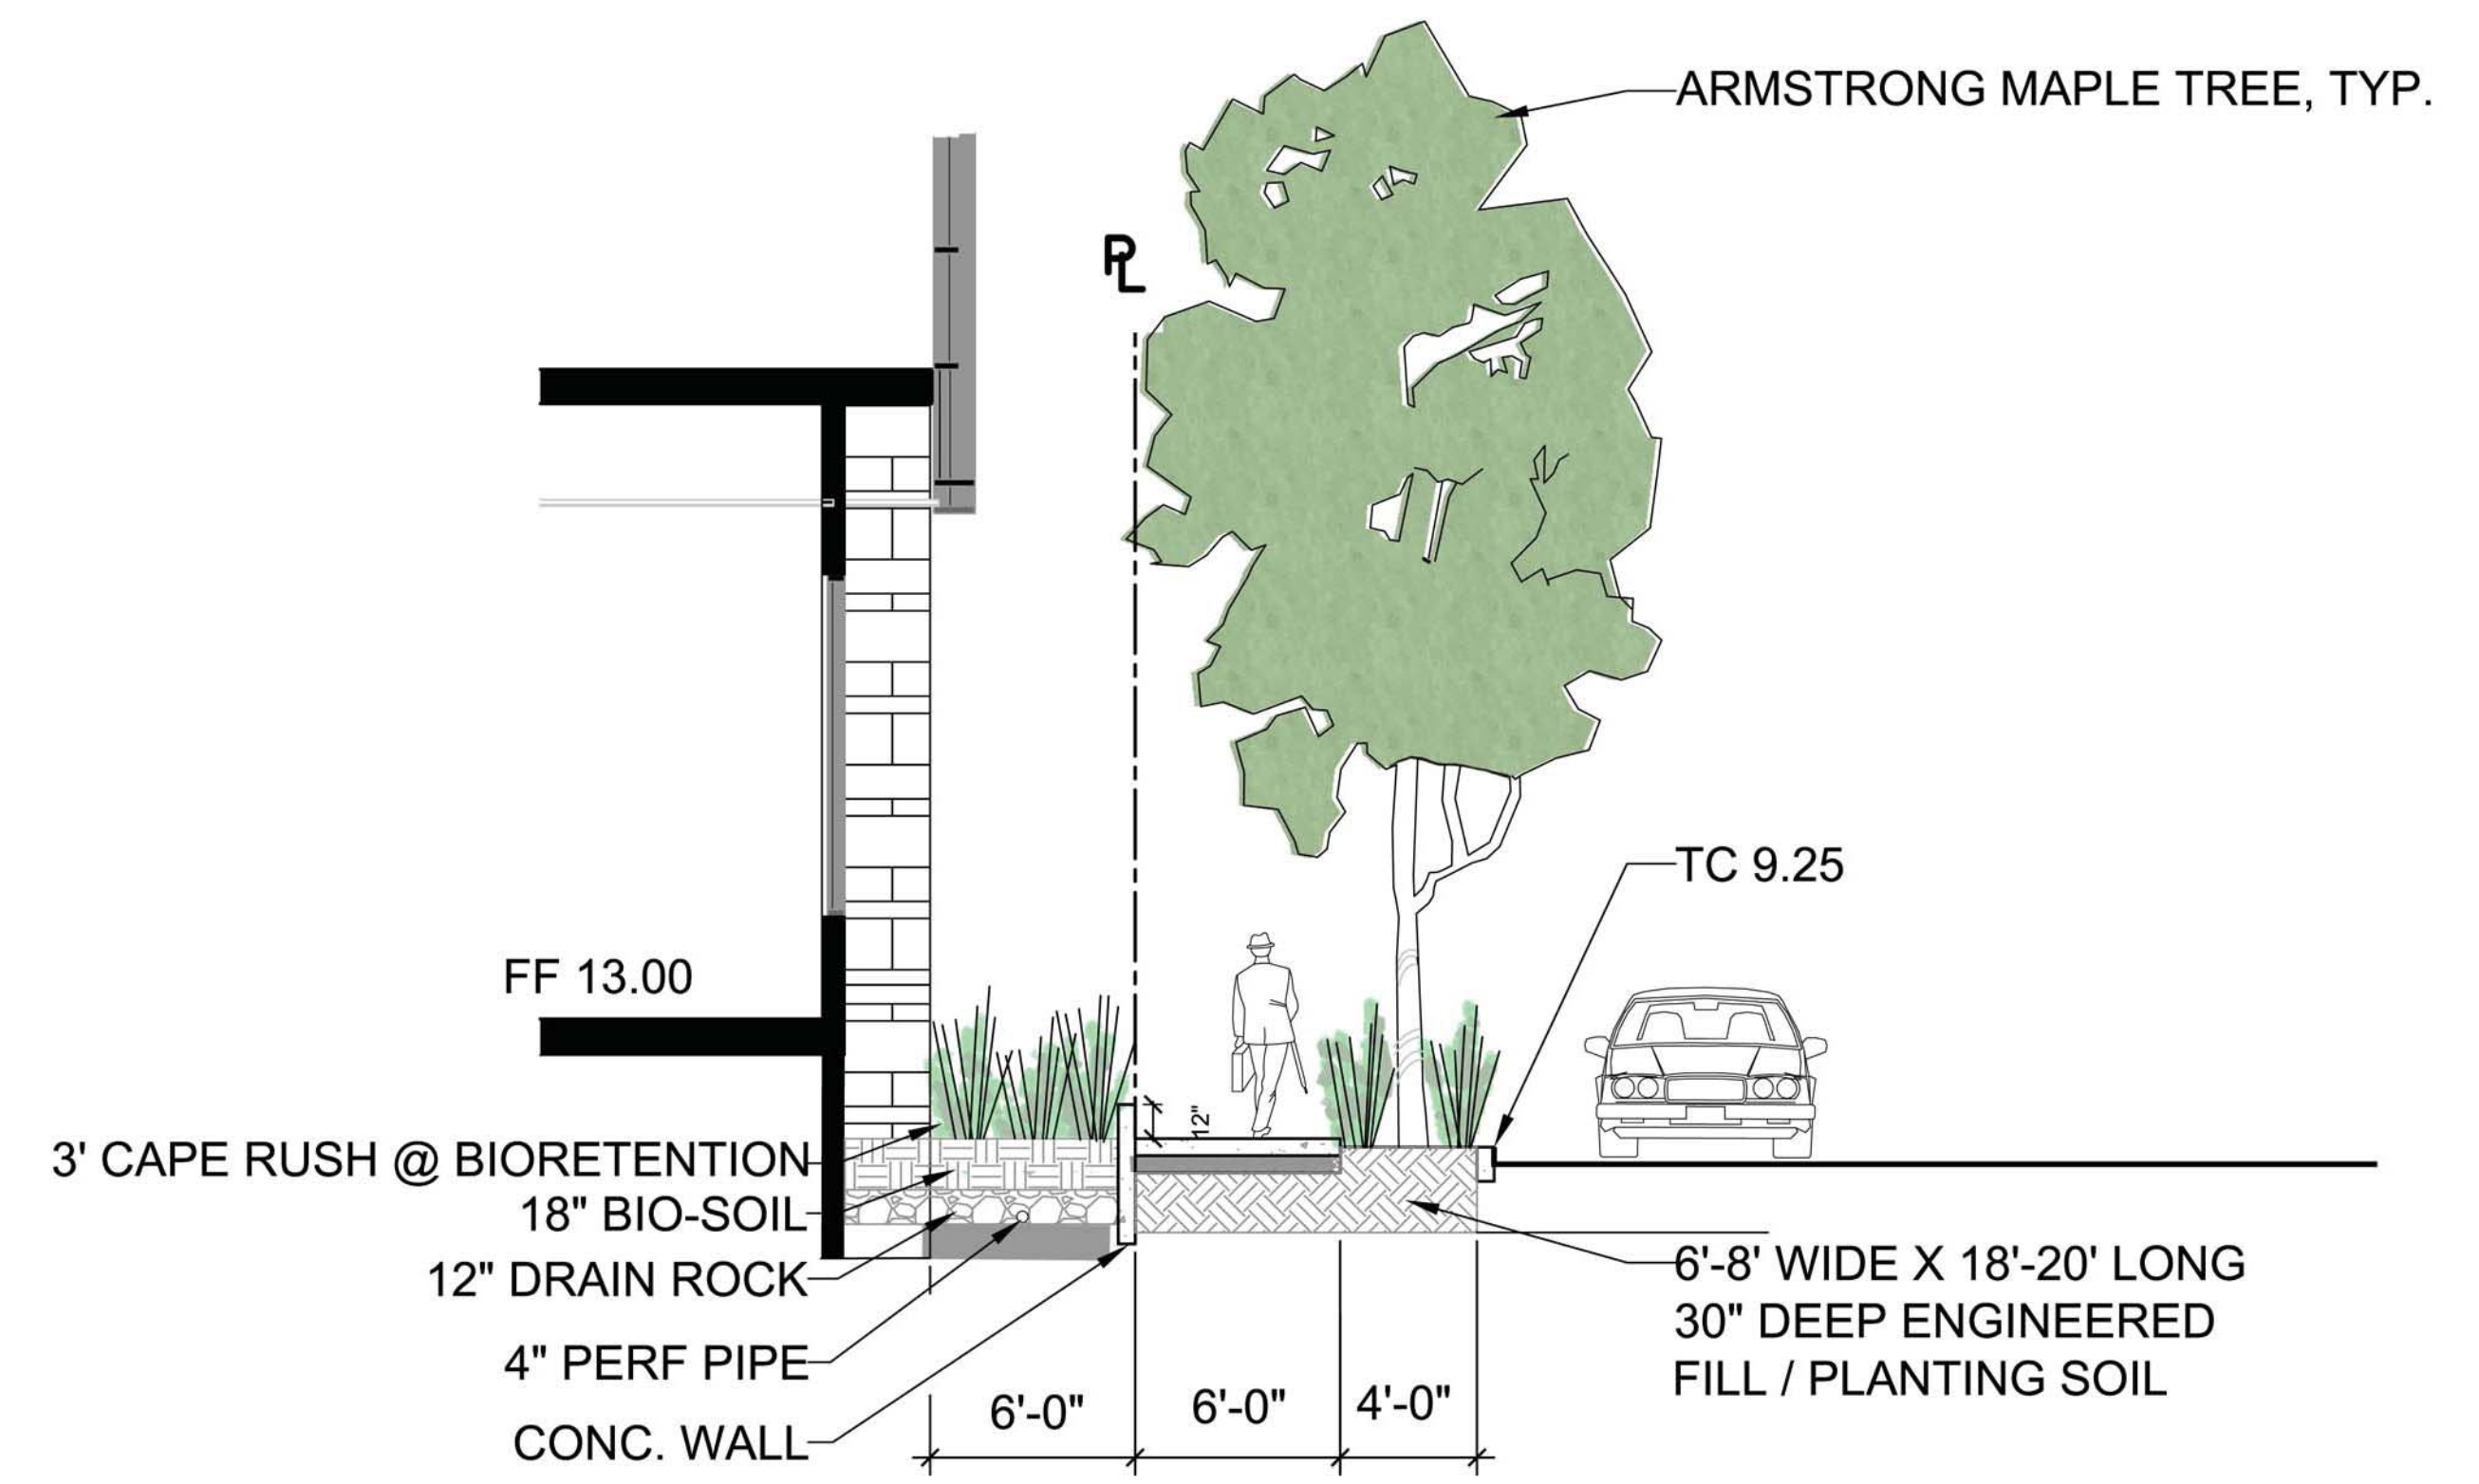 ARMSTRONG MAPLE TREE, TYP.
PL
TC 9.25
FF 13.00
12"
3' CAPE RUSH @ BIORETENTION
18" BIO-SOIL
12" DRAIN ROCK
4" PERF PIPE
CONC. WALL
6'-0"
6'-0"
4'-0"
6'-8' WIDE X 18'-20' LONG
30" DEEP ENGINEERED
FILL / PLANTING SOIL